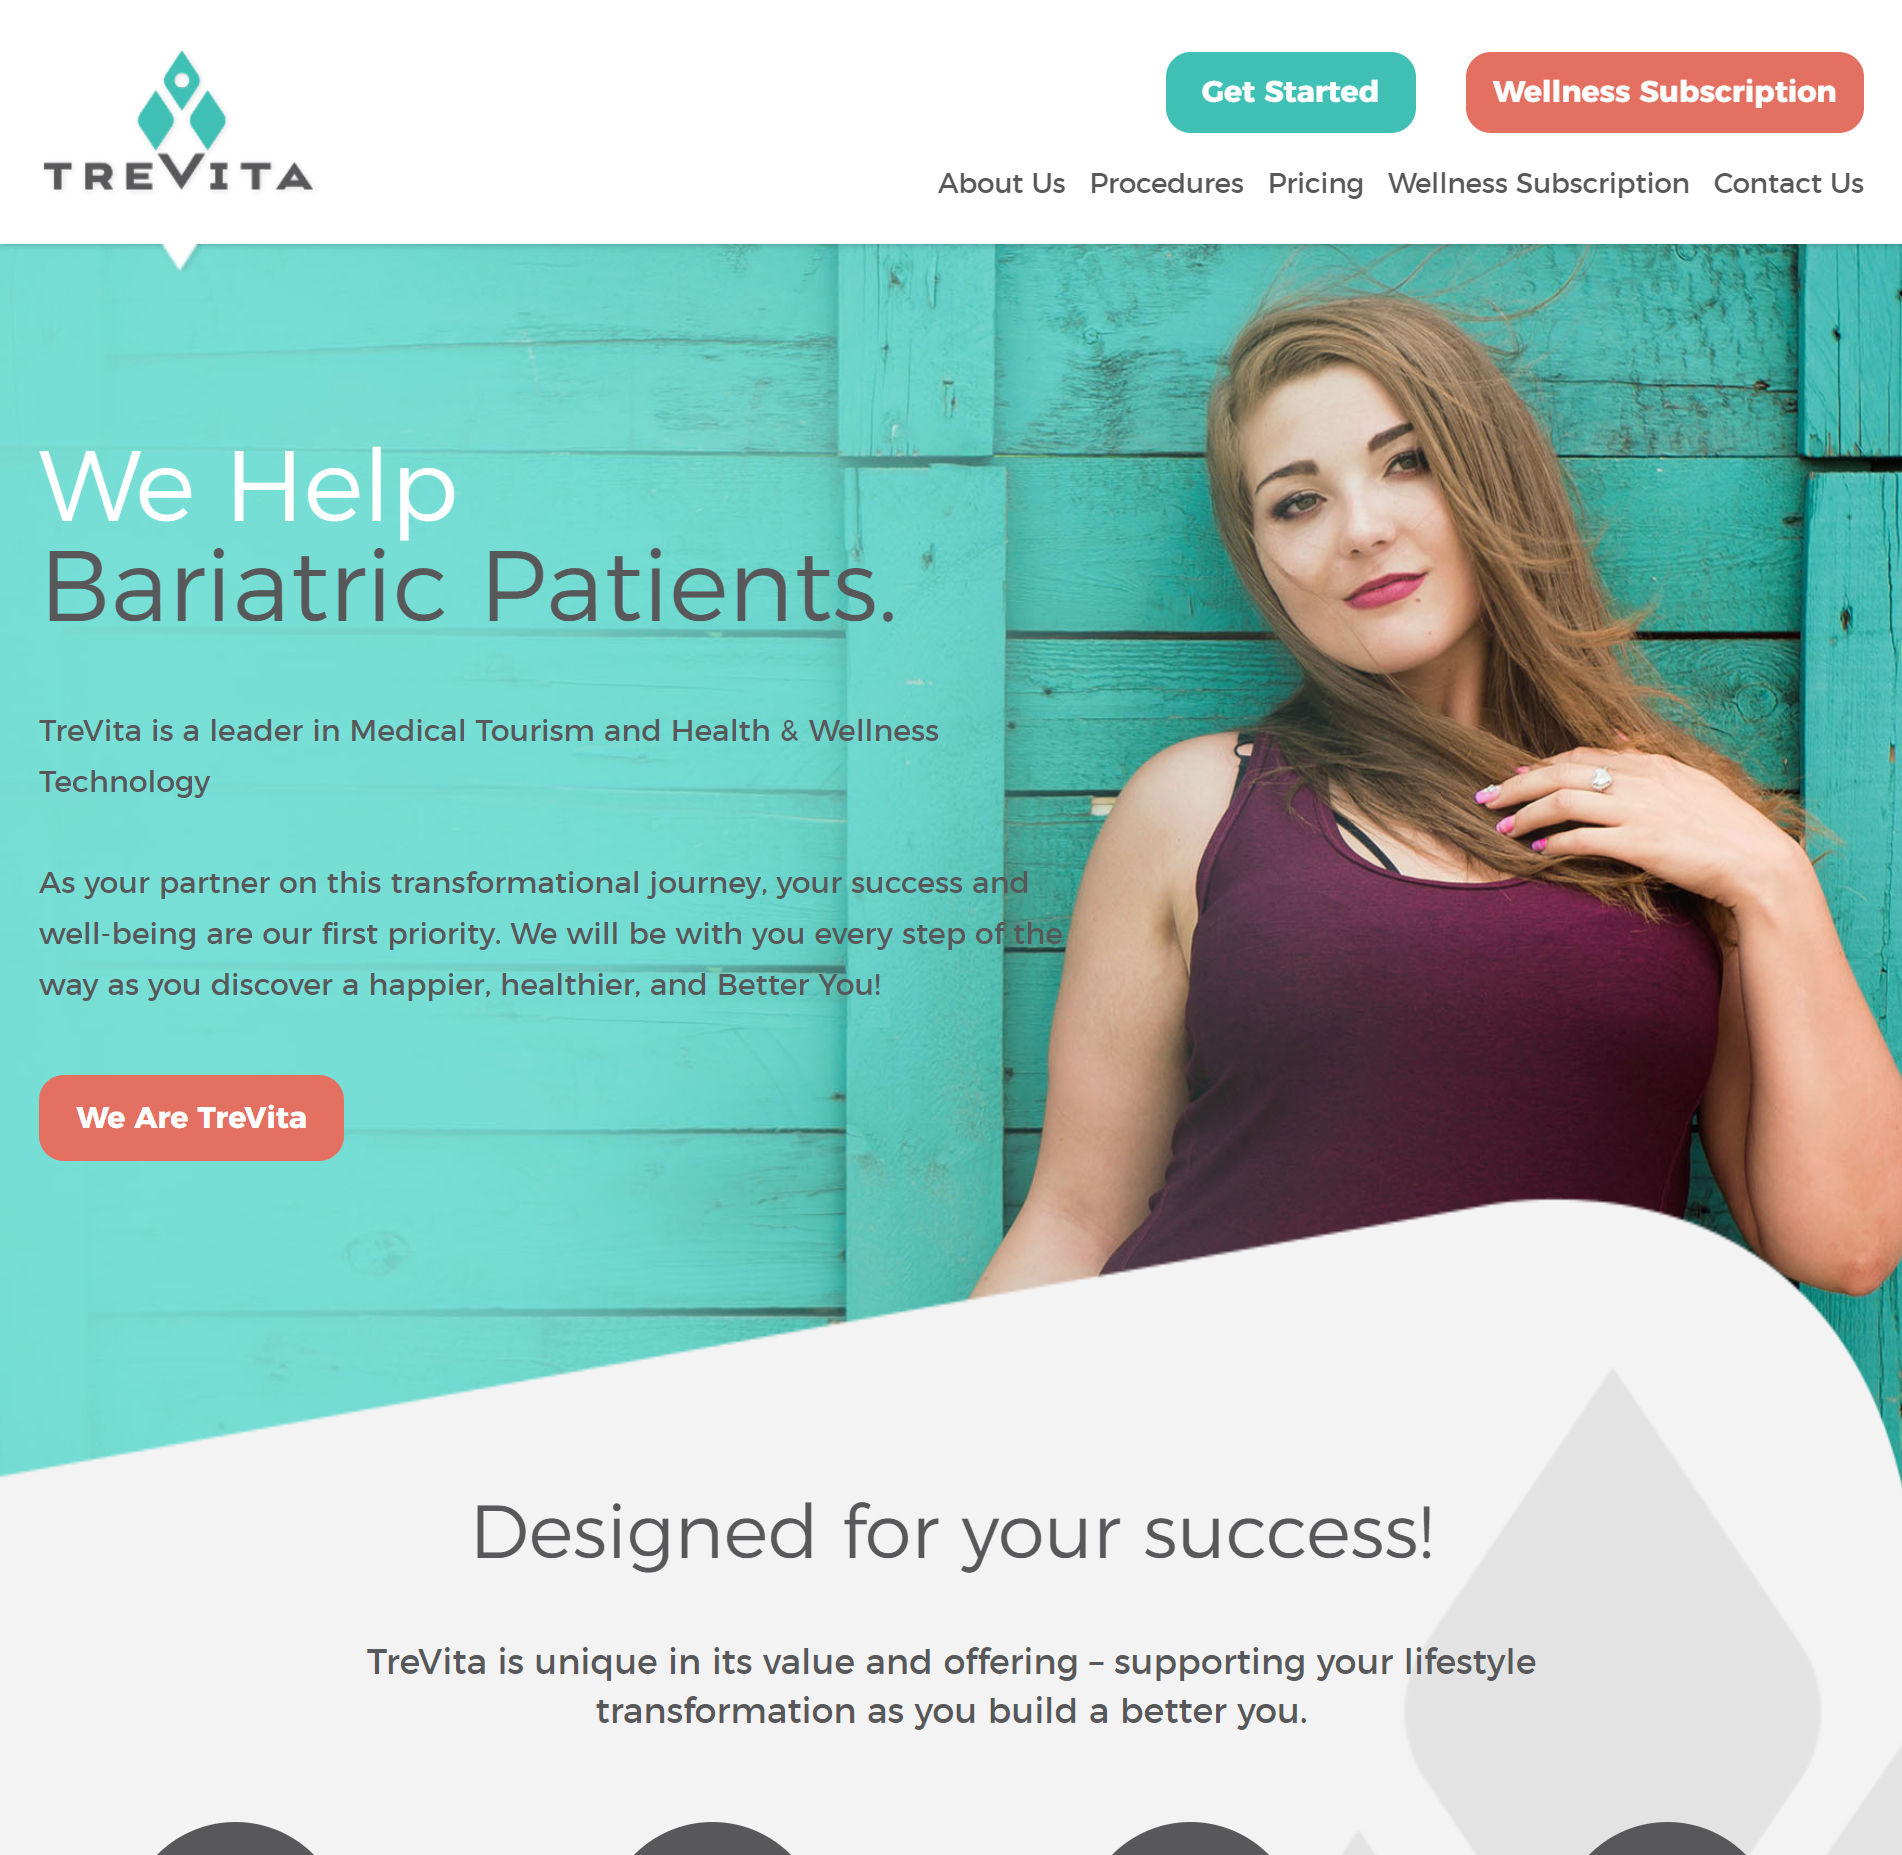 TREVITA
Get Started
Wellness Subscription
About Us Procedures Pricing Wellness Subscription Contact Us
We Help
Bariatric Patients.
TreVita is a leader in Medical Tourism and Health & Wellness
Technology
As your partner on this transformational journey, your success and
well-being are our first priority. We will be with you every step of the
way as you discover a happier, healthier, and Better You!
We Are TreVita
Designed for your success!
TreVita is unique in its value and offering – supporting your lifestyle
transformation as you build a better you.